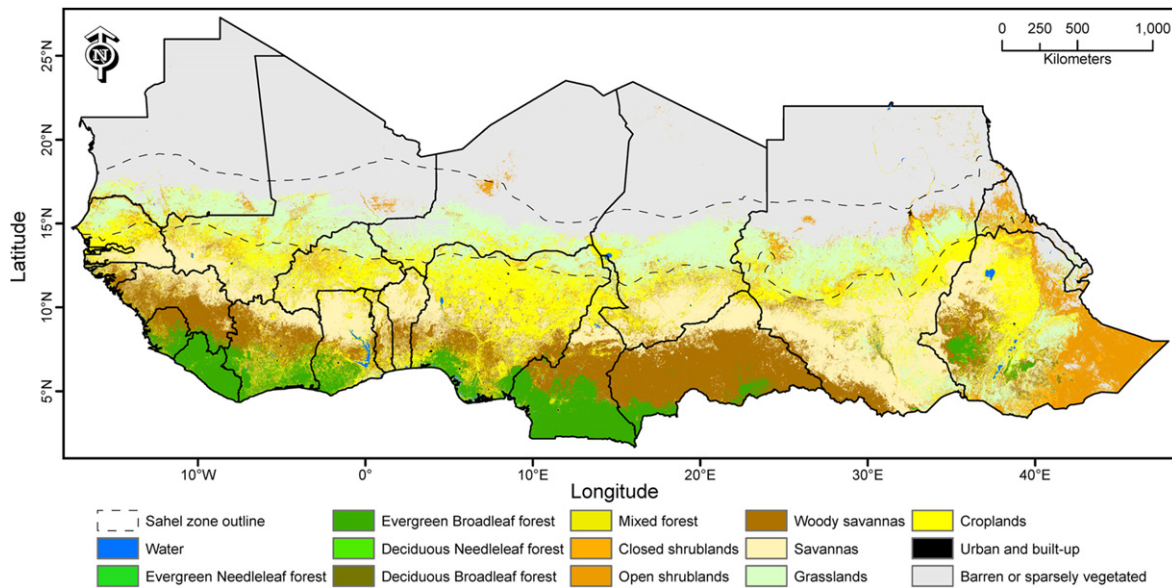 N
0 250 500 1,000
Kilometers
25°N
20°N
15°N
10°N
5°N
Latitude
10°W 0° 10°E 20°E 30°E 40°E
Longitude
Sahel zone outline Evergreen Broadleaf forest Mixed forest Woody savannas Croplands
Water Deciduous Needleleaf forest Closed shrublands Savannas Urban and built-up
Evergreen Needleleaf forest Deciduous Broadleaf forest Open shrublands Grasslands Barren or sparsely vegetated